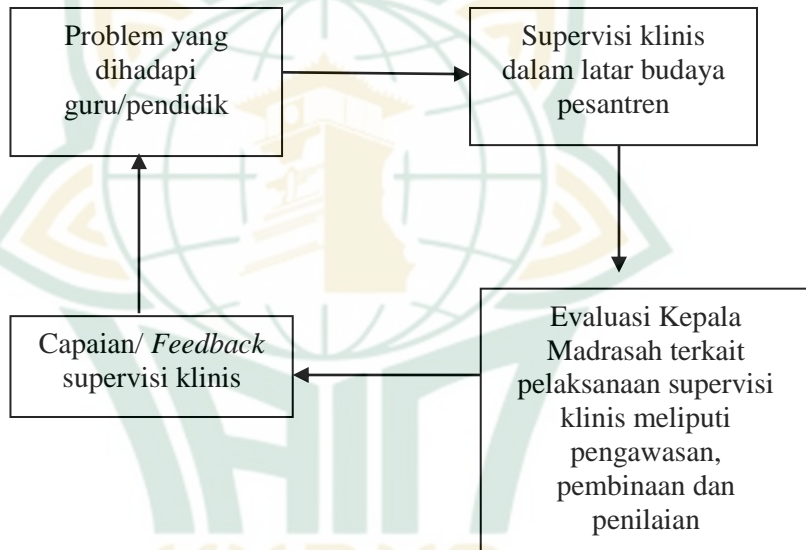 Problem yang
dihadapi
guru/pendidik
Supervisi klinis
dalam latar budaya
pesantren
Evaluasi Kepala
Madrasah terkait
pelaksanaan supervisi
klinis meliputi
pengawasan,
pembinaan dan
penilaian
Capaian/ Feedback
supervisi klinis